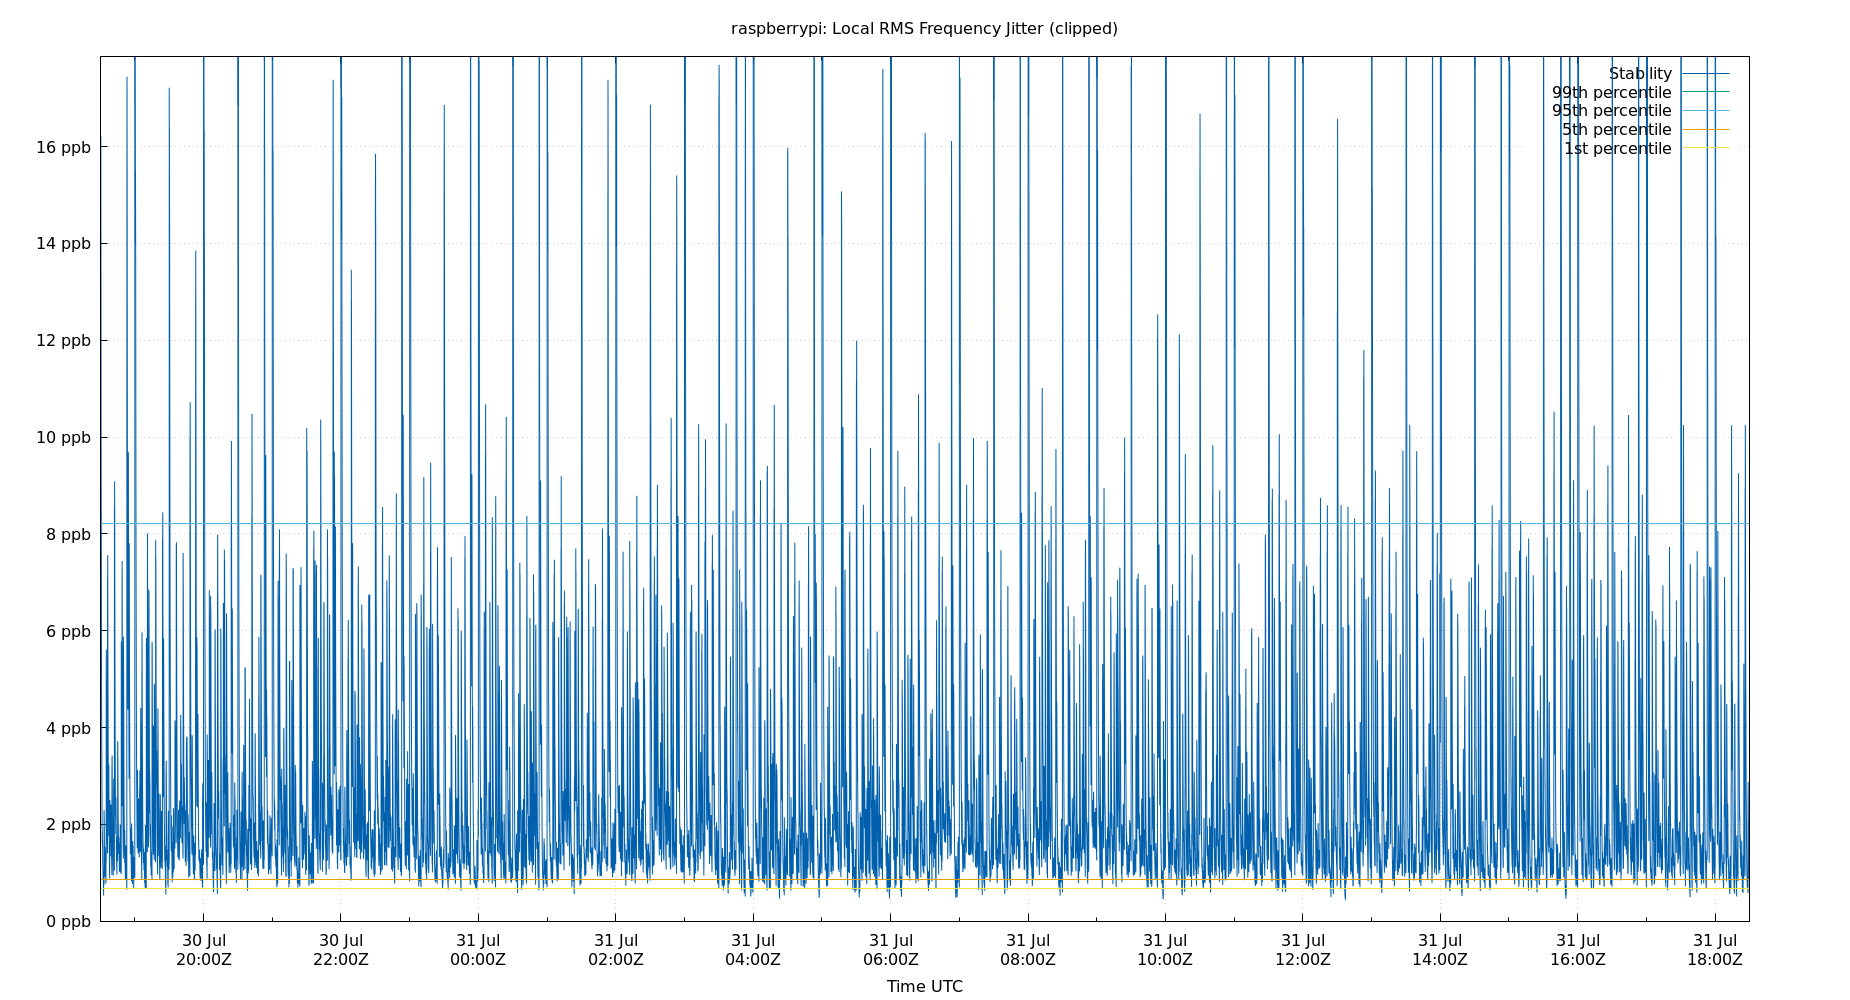 raspberrypi: Local RMS Frequency Jitter (clipped)
Stability
99th percentile
95th percentile
5th percentile
1st percentile
16 ppb
14 ppb
12 ppb
10 ppb
8 ppb
6 ppb
4 ppb
2 ppb
0 ppb
30 Jul 30 Jul 31 Jul 31 Jul 31 Jul 31 Jul 31 Jul 31 Jul 31 Jul 31 Jul 31 Jul 31 Jul
20:00Z 22:00Z 00:00Z 02:00Z 04:00Z 06:00Z 08:00Z 10:00Z 12:00Z 14:00Z 16:00Z 18:00Z
Time UTC